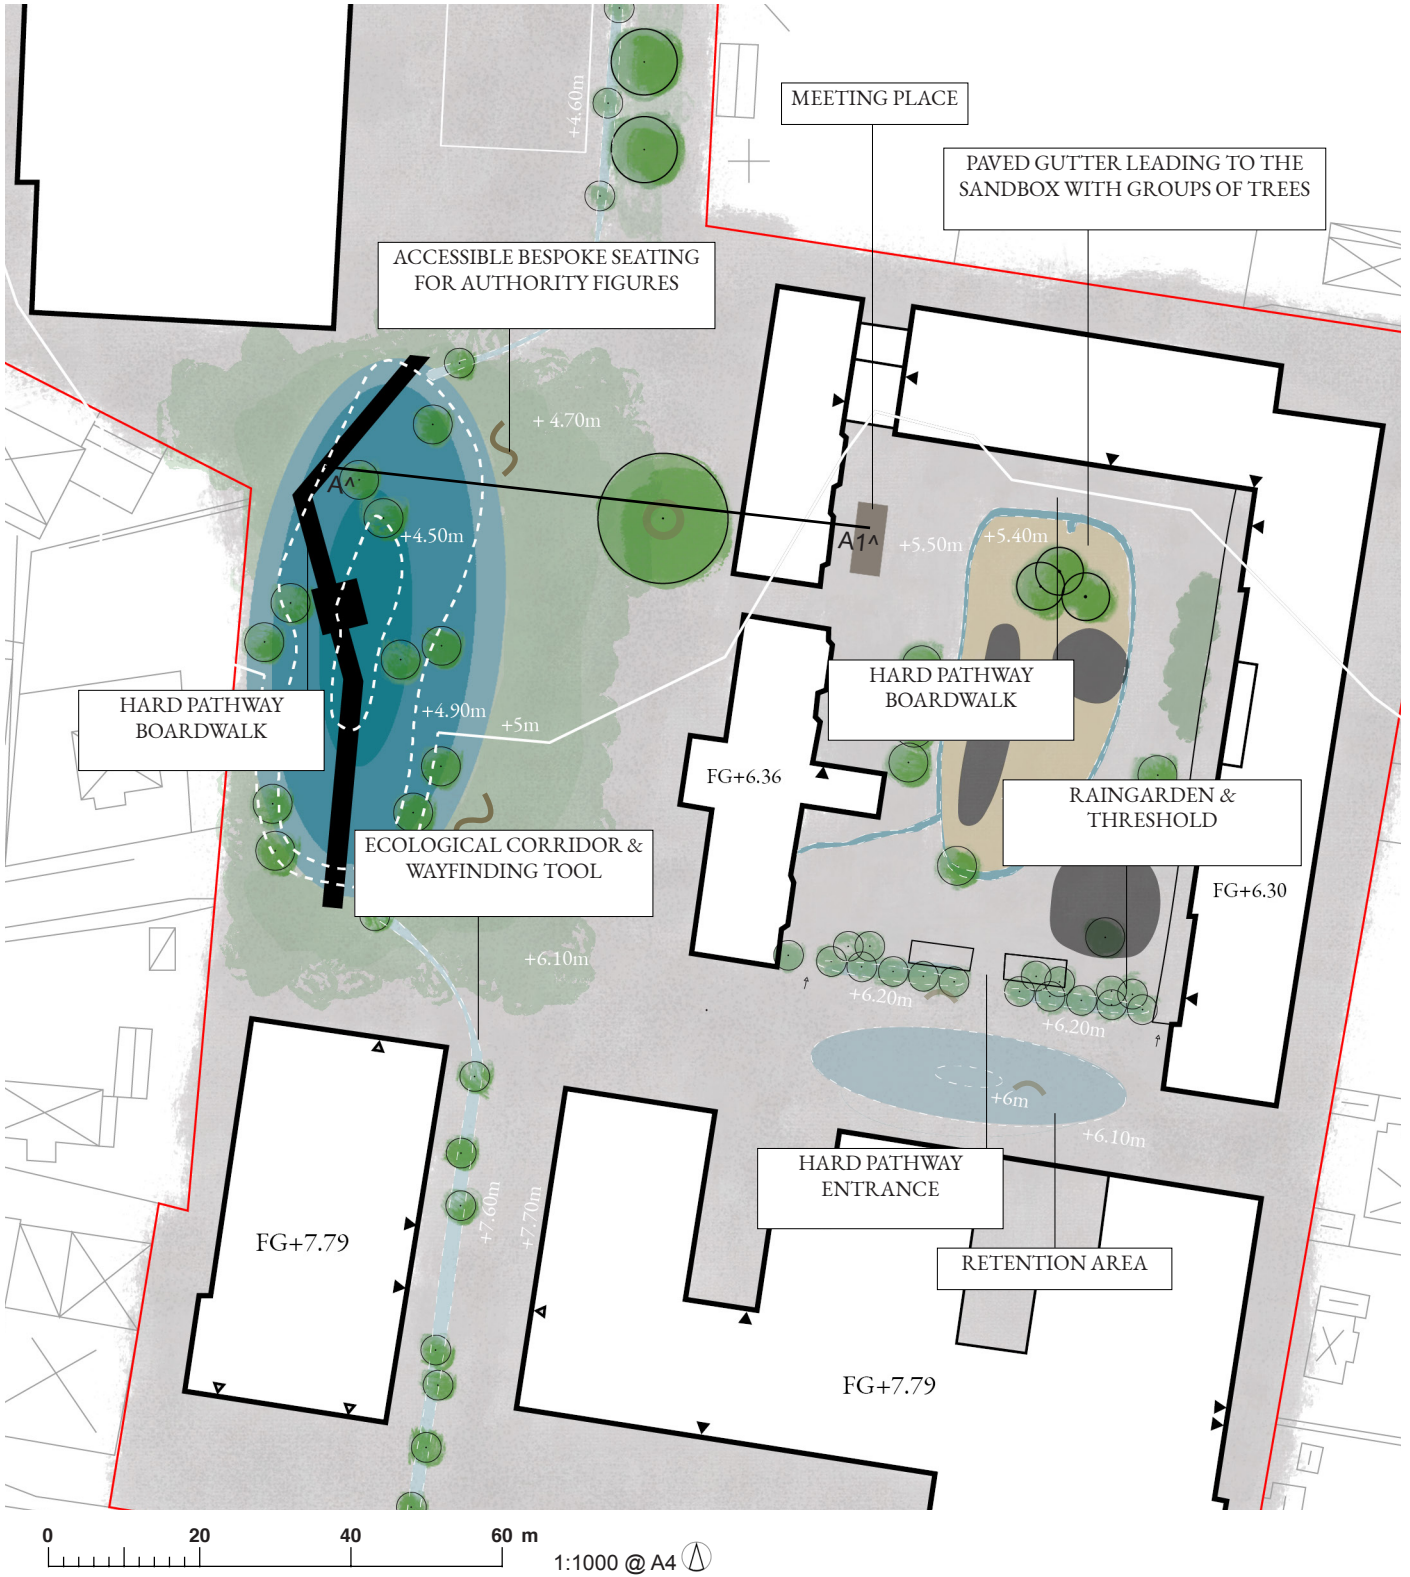 +4.60m
MEETING PLACE
PAVED GUTTER LEADING TO THE
SANDBOX WITH GROUPS OF TREES
ACCESSIBLE BESPOKE SEATING
FOR AUTHORITY FIGURES
+ 4.70m
A^
+4.50m
A1^
+5.50m
+5.40m
HARD PATHWAY
BOARDWALK
HARD PATHWAY
BOARDWALK
+4.90m
+5m
FG+6.36
RAINGARDEN &
THRESHOLD
ECOLOGICAL CORRIDOR &
WAYFINDING TOOL
FG+6.30
+6.10m
+6.20m
+6.20m
+6m
+6.10m
HARD PATHWAY
ENTRANCE
+7.60m
+7.70m
FG+7.79
RETENTION AREA
FG+7.79
0 20 40 60 m
1:1000 @ A4